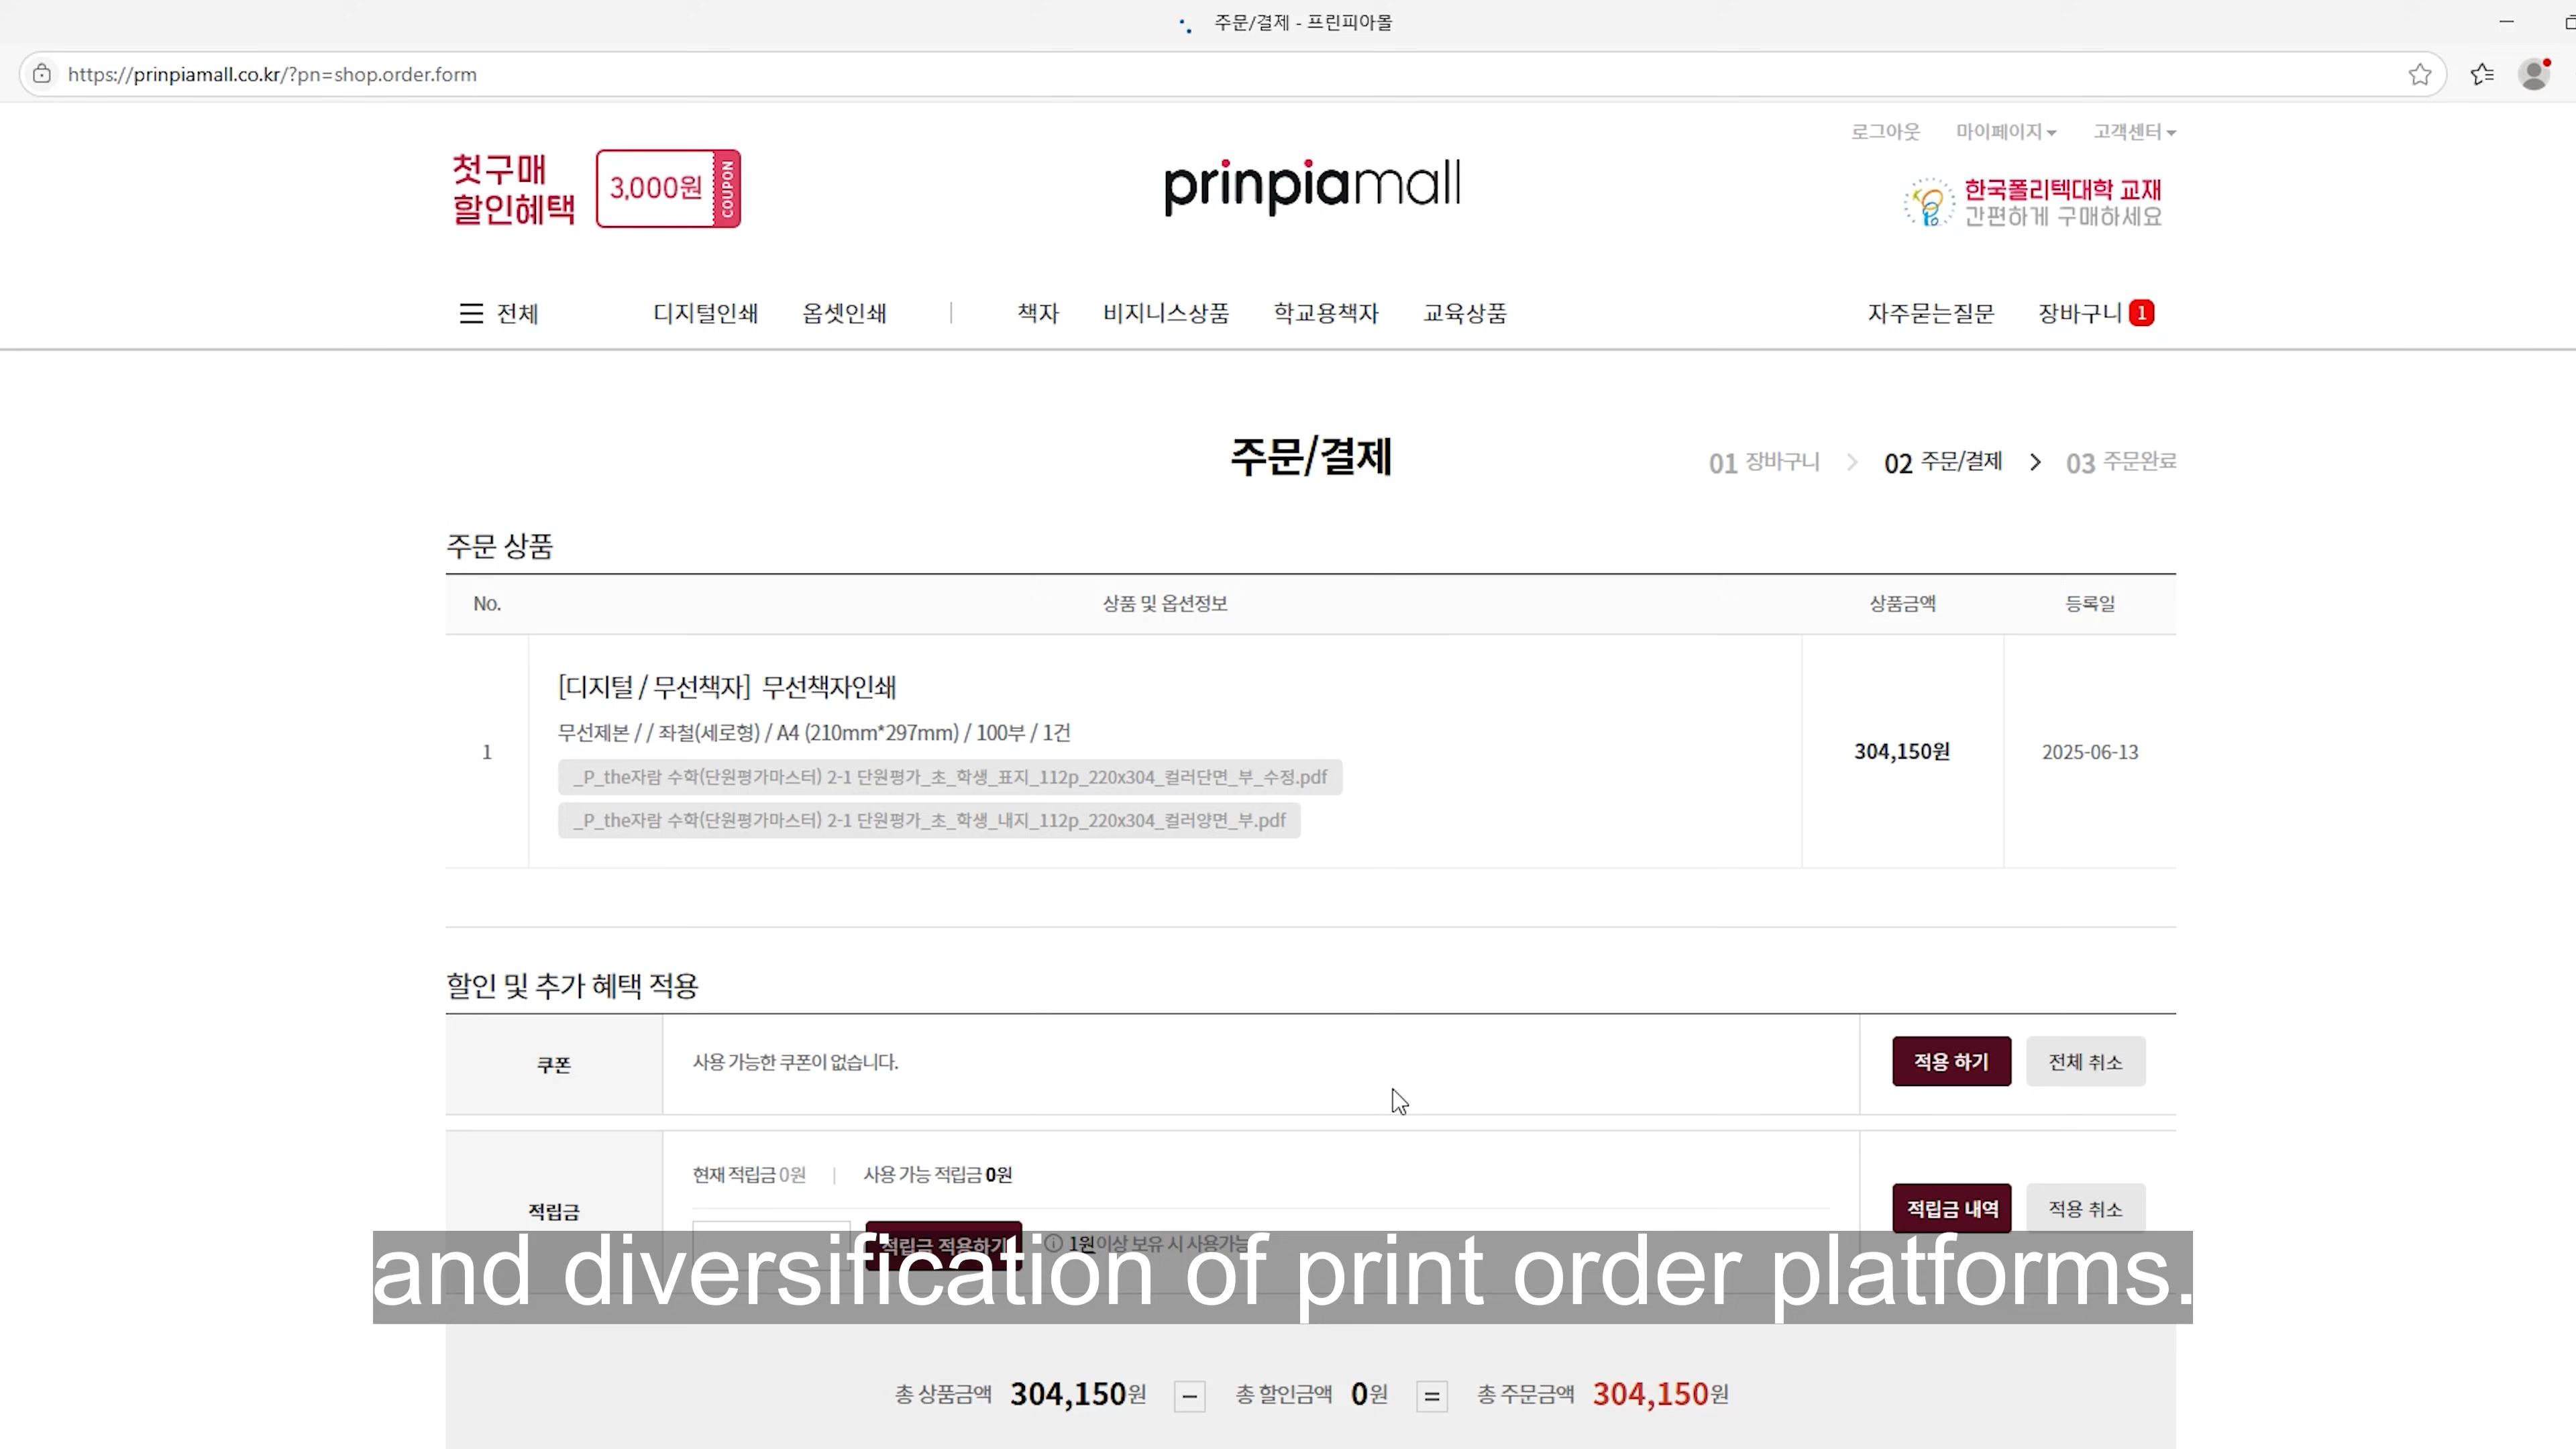 주문/결제 - 프린피아몰
https://prinpiamall.co.kr/?pn=shop.order.form
로그아웃 마이페이지 고객센터
첫구매
할인혜택
3,000원
COUPON
prinpiamall
한국폴리텍대학 교재
간편하게 구매하세요
전체 디지털인쇄 옵셋인쇄 | 책자 비지니스상품 학교용책자 교육상품 자주묻는질문 장바구니 1
주문/결제
01 장바구니 > 02 주문/결제 > 03 주문완료
주문 상품
No. 상품 및 옵션정보 상품금액 등록일
[디지털 / 무선책자] 무선책자인쇄
무선제본 / / 좌철(세로형) / A4 (210mm*297mm) / 100부 / 1건
1 304,150원 2025-06-13
_P_the자람 수학(단원평가마스터) 2-1 단원평가_초_학생_표지_112p_220x304_컬러단면_부_수정.pdf
_P_the자람 수학(단원평가마스터) 2-1 단원평가_초_학생_내지_112p_220x304_컬러양면_부.pdf
할인 및 추가 혜택 적용
쿠폰 사용 가능한 쿠폰이 없습니다. 적용 하기 전체 취소
현재 적립금 0원 | 사용 가능 적립금 0원
적립금 적립금 내역 적용 취소
적립금 적용하기 1원 이상 보유 시 사용가능
and diversification of print order platforms.
총 상품금액 304,150원 - 총 할인금액 0원 = 총 주문금액 304,150원